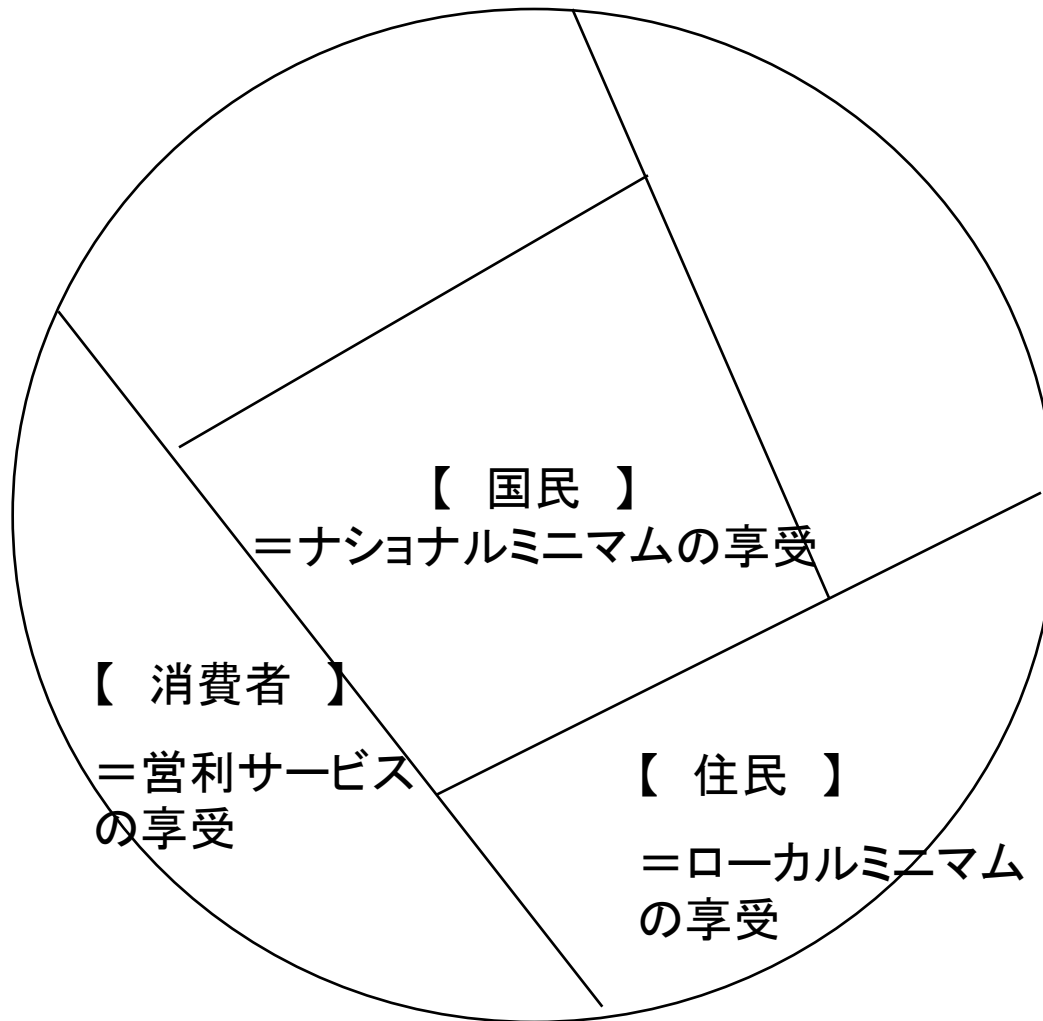 【 国民 】
＝ナショナルミニマムの享受
【 消費者 】
＝営利サービス
の享受
【 住民 】
＝ローカルミニマム
の享受